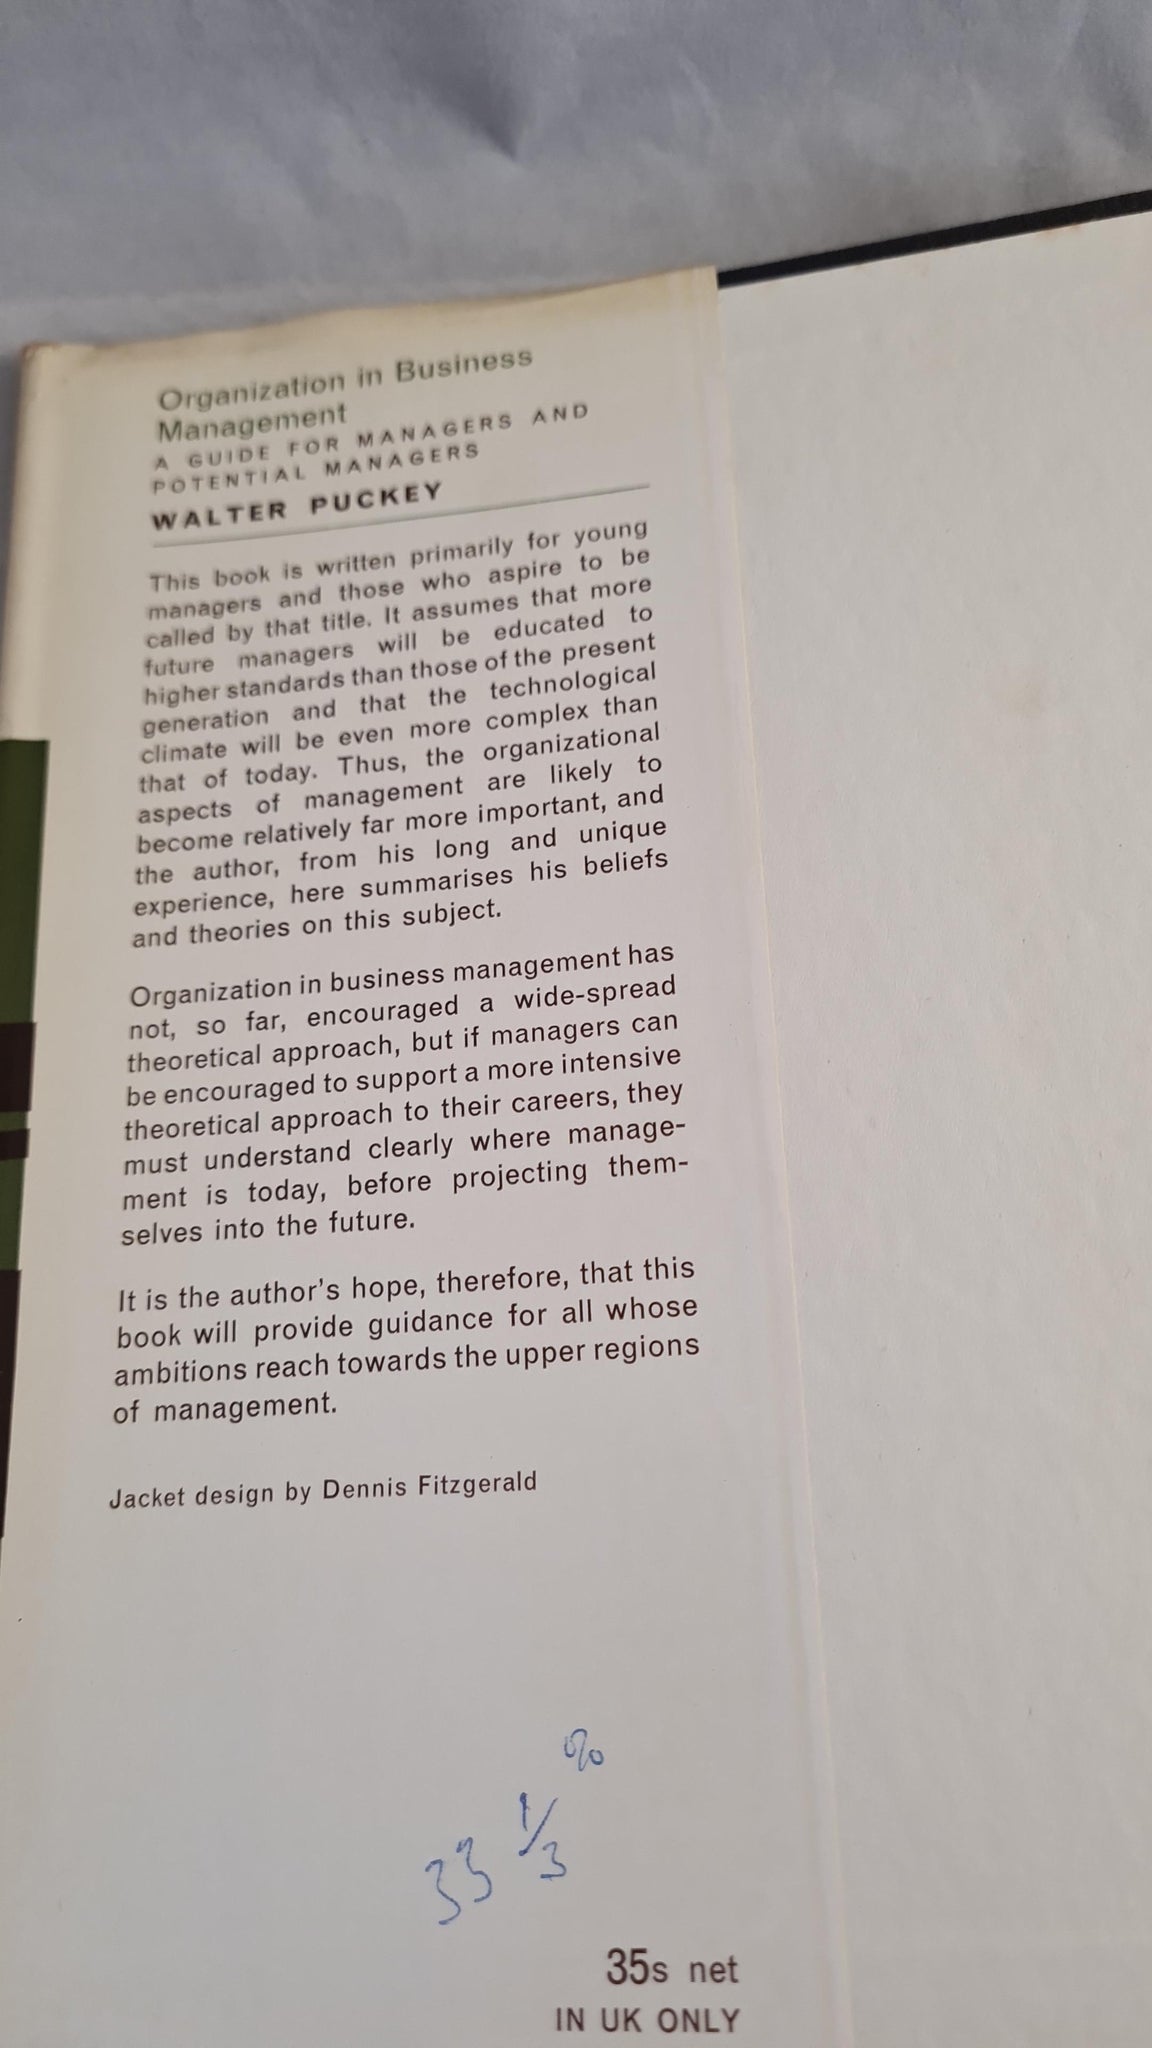 Organization in Business
Management
A GUIDE FOR MANAGERS AND
POTENTIAL MANAGERS
WALTER PUCKEY
This book is written primarily for young
managers and those who aspire to be
called by that title. It assumes that more
future managers will be educated to
higher standards than those of the present
generation and that the technological
climate will be even more complex than
that of today. Thus, the organizational
aspects of management are likely to
become relatively far more important, and
the author, from his long and unique
experience, here summarises his beliefs
and theories on this subject.
Organization in business management has
not, so far, encouraged a wide-spread
theoretical approach, but if managers can
be encouraged to support a more intensive
theoretical approach to their careers, they
must understand clearly where manage-
ment is today, before projecting them-
selves into the future.
It is the author's hope, therefore, that this
book will provide guidance for all whose
ambitions reach towards the upper regions
of management.
Jacket design by Dennis Fitzgerald
33 1/3 %
35s net
IN UK ONLY